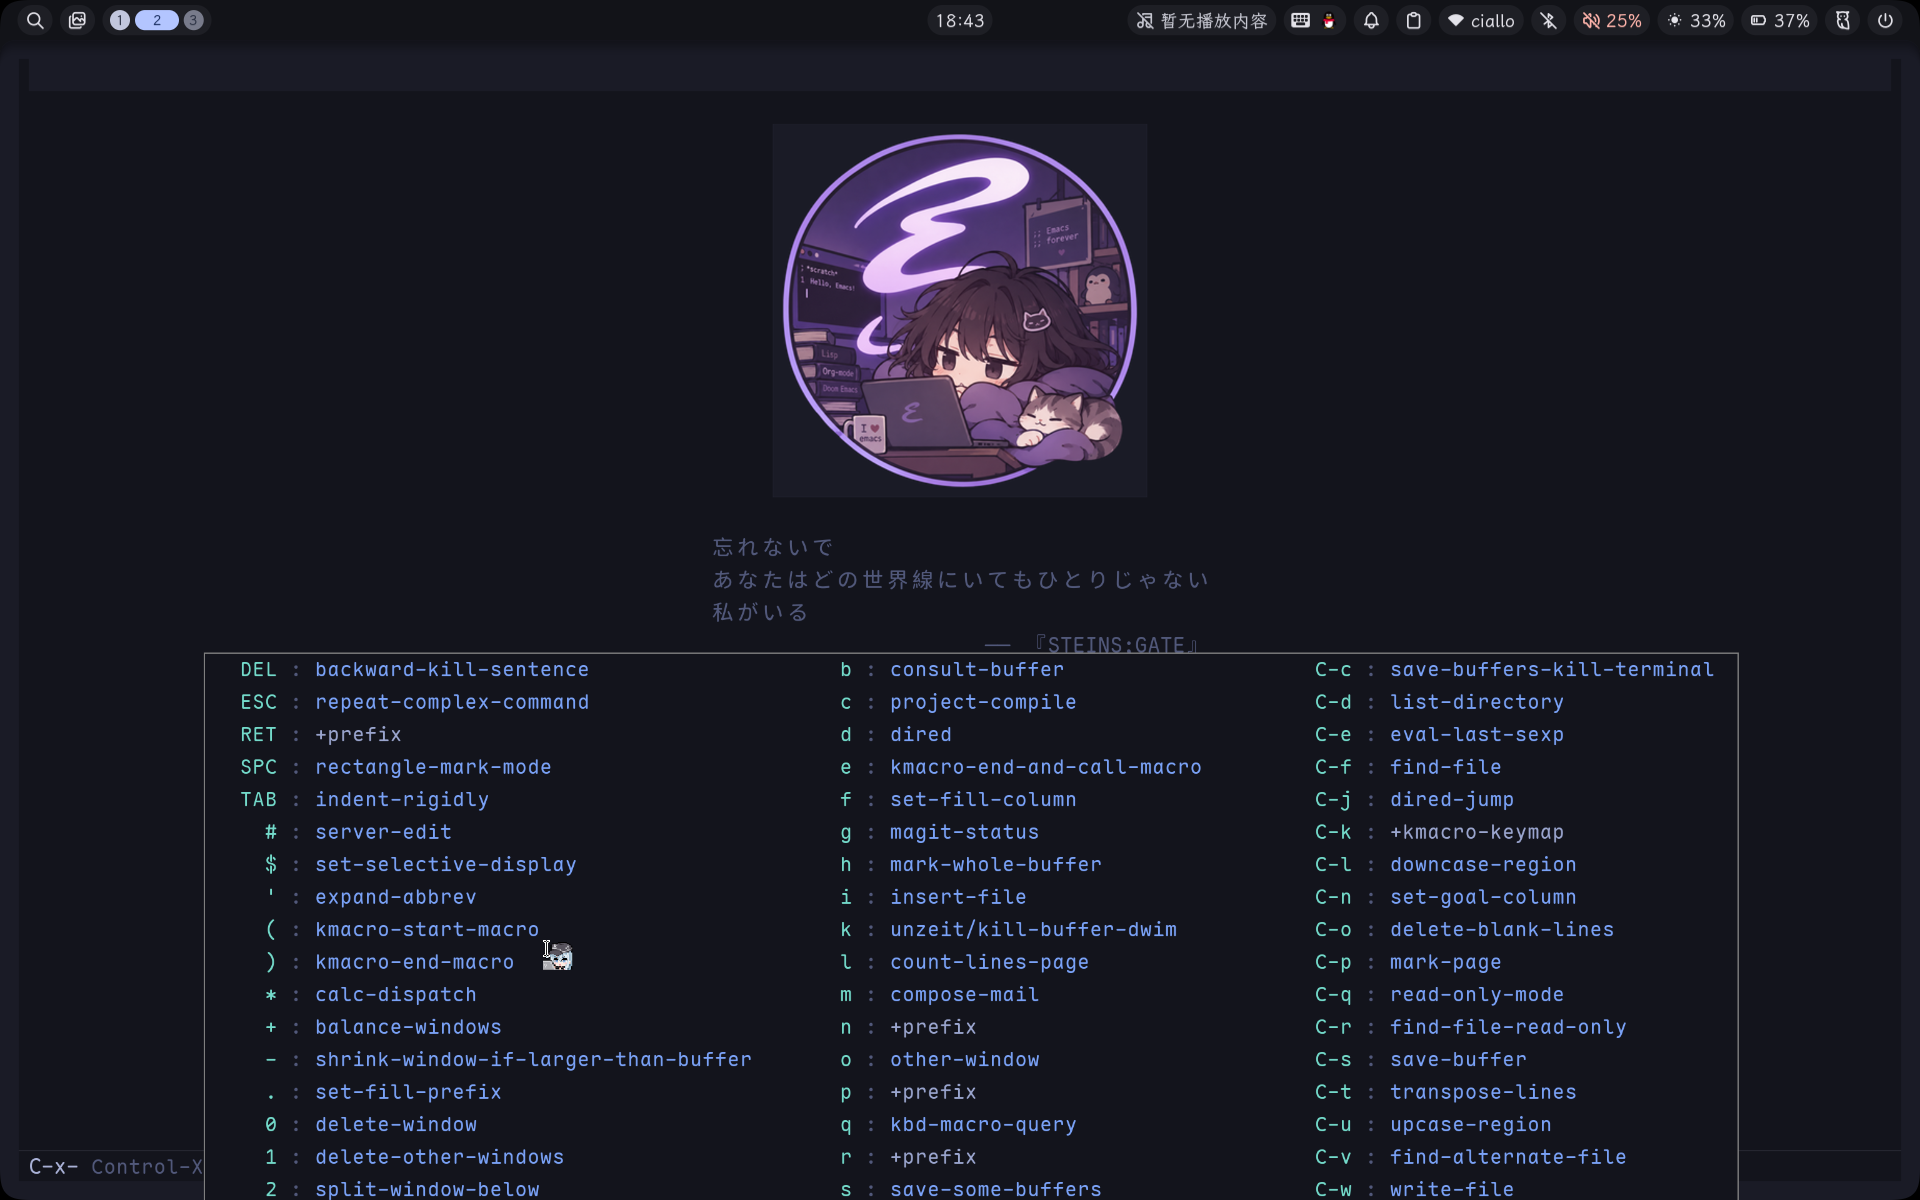 1 2 3
18:43
暂无播放内容
ciallo
25%
33%
37%
;; Emacs
;; forever
;*scratch*
1 Hello, Emacs!
Lisp
Org-mode
Doom Emacs
I ♥
emacs
忘れないで
あなたはどの世界線にいてもひとりじゃない
私がいる
—— 『STEINS:GATE』
DEL : backward-kill-sentence b : consult-buffer C-c : save-buffers-kill-terminal
ESC : repeat-complex-command c : project-compile C-d : list-directory
RET : +prefix d : dired C-e : eval-last-sexp
SPC : rectangle-mark-mode e : kmacro-end-and-call-macro C-f : find-file
TAB : indent-rigidly f : set-fill-column C-j : dired-jump
# : server-edit g : magit-status C-k : +kmacro-keymap
$ : set-selective-display h : mark-whole-buffer C-l : downcase-region
' : expand-abbrev i : insert-file C-n : set-goal-column
( : kmacro-start-macro k : unzeit/kill-buffer-dwim C-o : delete-blank-lines
) : kmacro-end-macro l : count-lines-page C-p : mark-page
* : calc-dispatch m : compose-mail C-q : read-only-mode
+ : balance-windows n : +prefix C-r : find-file-read-only
- : shrink-window-if-larger-than-buffer o : other-window C-s : save-buffer
. : set-fill-prefix p : +prefix C-t : transpose-lines
0 : delete-window q : kbd-macro-query C-u : upcase-region
1 : delete-other-windows r : +prefix C-v : find-alternate-file
2 : split-window-below s : save-some-buffers C-w : write-file
C-x- Control-X